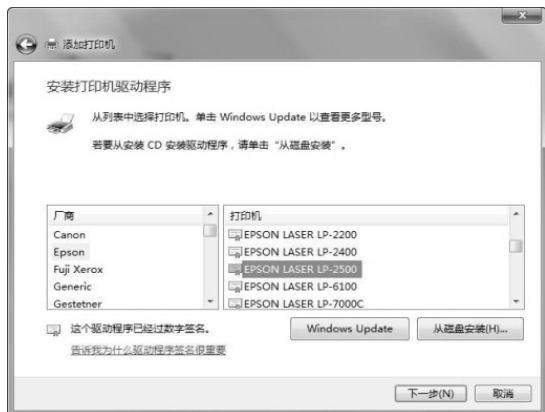 添加打印机
安装打印机驱动程序
从列表中选择打印机。单击 Windows Update 以查看更多型号。
若要从安装 CD 安装驱动程序，请单击“从磁盘安装”。
厂商
Canon
Epson
Fuji Xerox
Generic
Gestetner
打印机
EPSON LASER LP-2200
EPSON LASER LP-2400
EPSON LASER LP-2500
EPSON LASER LP-6100
EPSON LASER LP-7000C
这个驱动程序已经过数字签名。
告诉我为什么驱动程序签名很重要
Windows Update
从磁盘安装(H)...
下一步(N)
取消